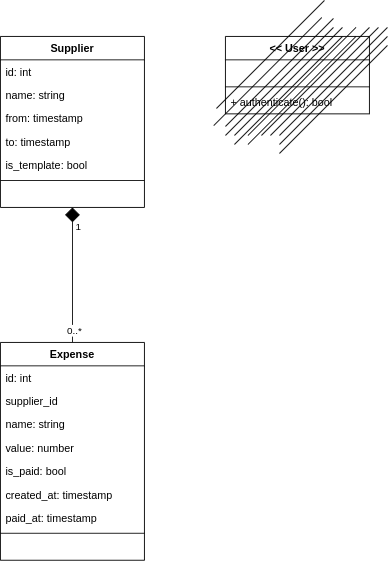 Supplier
id: int
name: string
from: timestamp
to: timestamp
is_template: bool
<< User >>
+ authenticate(): bool
1
0..*
Expense
id: int
supplier_id
name: string
value: number
is_paid: bool
created_at: timestamp
paid_at: timestamp